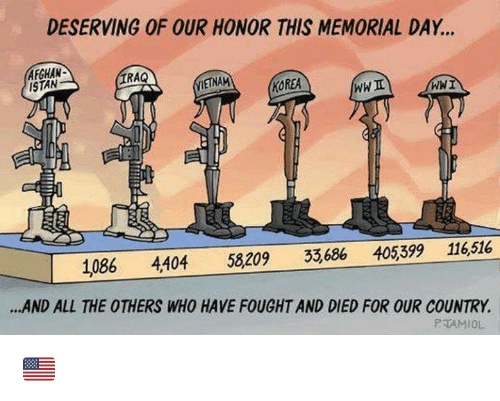 DESERVING OF OUR HONOR THIS MEMORIAL DAY...
AFGHAN-
ISTAN
IRAQ
VIETNAM
KOREA
WW II
WW I
1,086 4,404 58,209 33,686 405,399 116,516
...AND ALL THE OTHERS WHO HAVE FOUGHT AND DIED FOR OUR COUNTRY.
P. JAMIOL